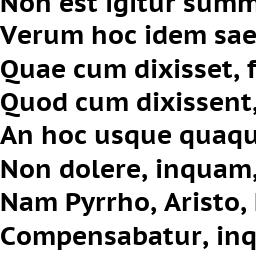 Non est igitur summ
Verum hoc idem sae
Quae cum dixisset, f
Quod cum dixissent,
An hoc usque quaqu
Non dolere, inquam,
Nam Pyrrho, Aristo,
Compensabatur, inq